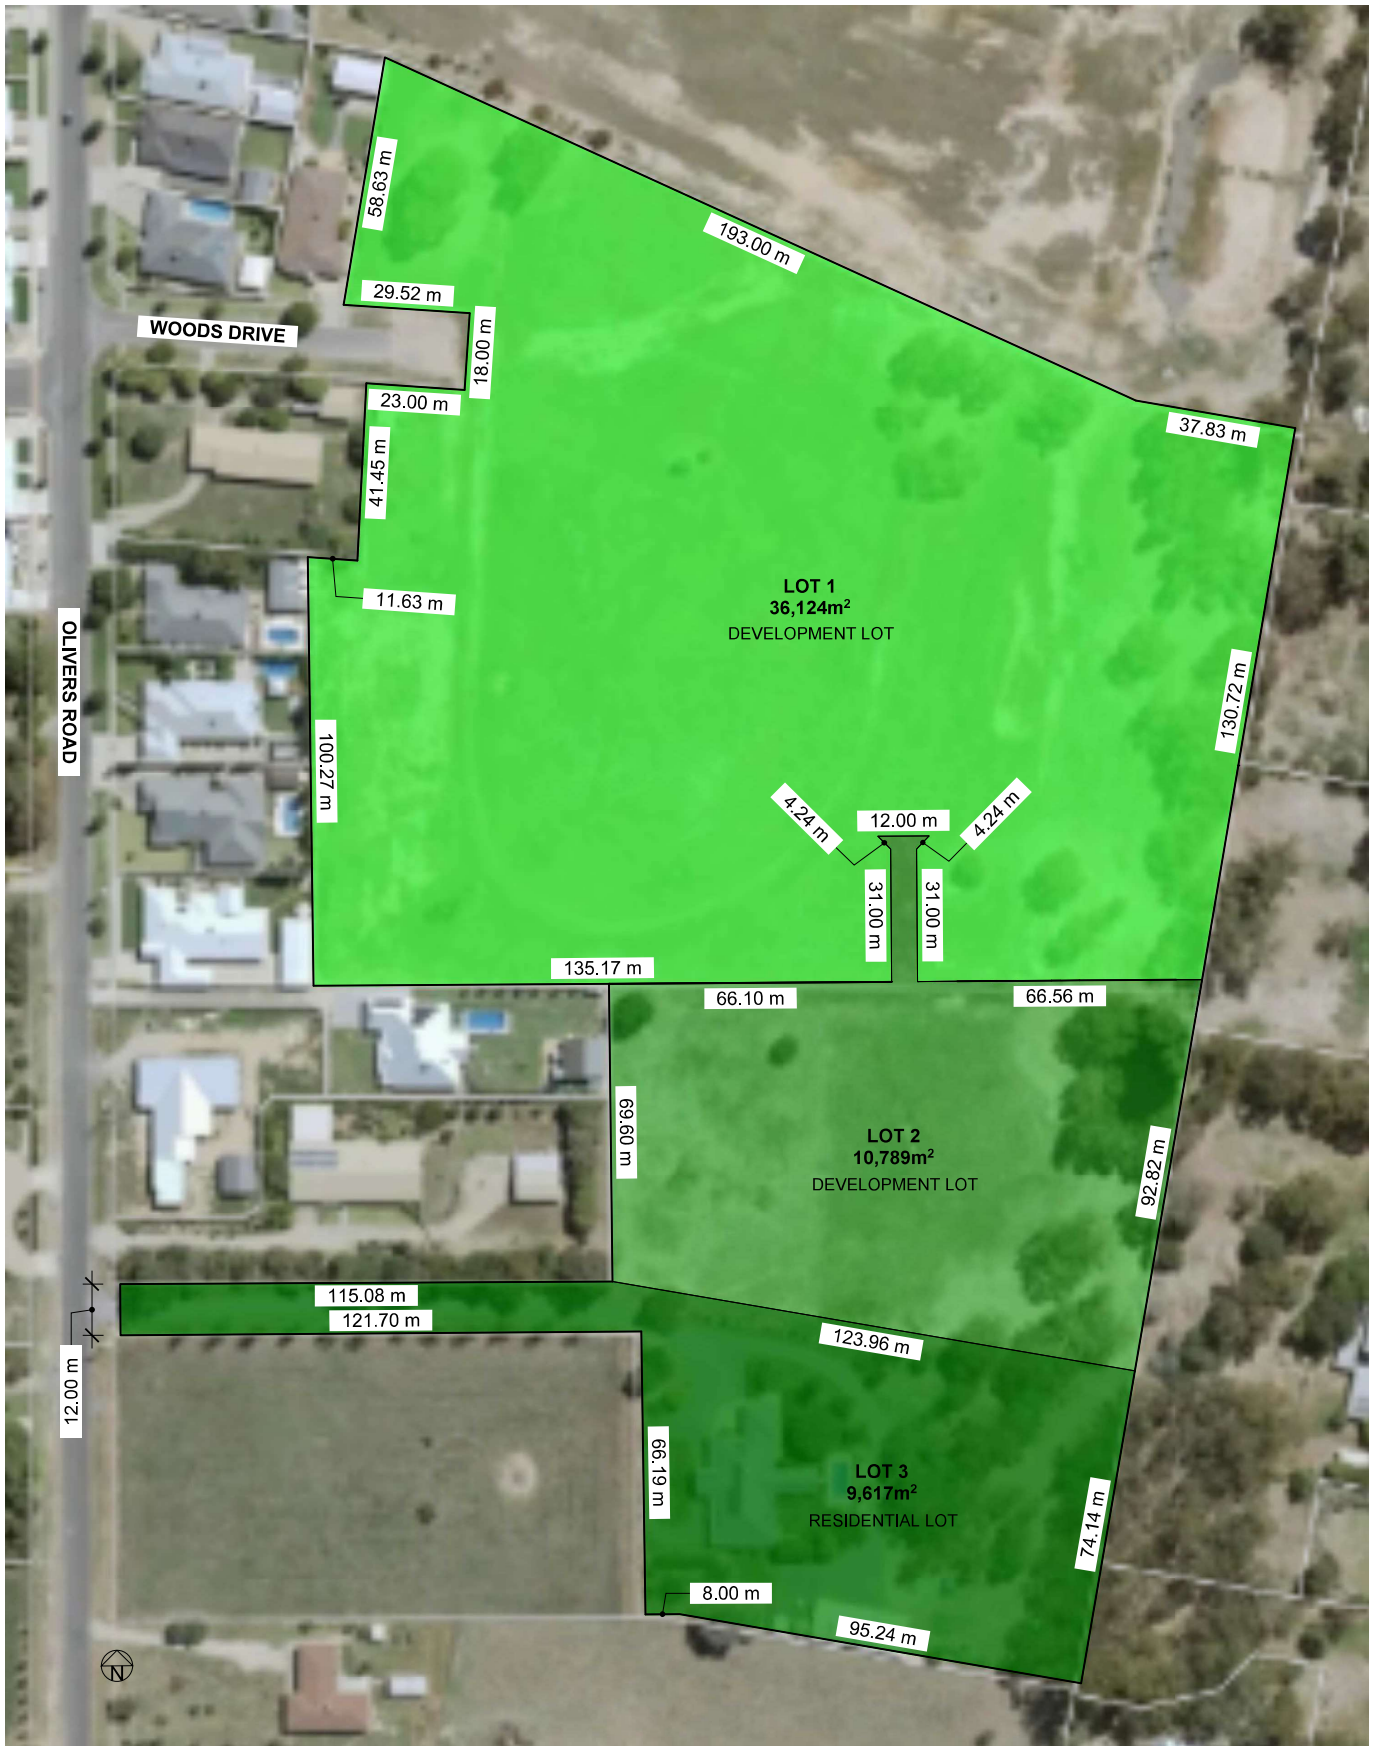 58.63 m
193.00 m
29.52 m
WOODS DRIVE
18.00 m
23.00 m
37.83 m
41.45 m
11.63 m
LOT 1
36,124m²
DEVELOPMENT LOT
OLIVERS ROAD
130.72 m
100.27 m
4.24 m
12.00 m
4.24 m
31.00 m
31.00 m
135.17 m
66.10 m
66.56 m
69.60 m
LOT 2
10,789m²
DEVELOPMENT LOT
92.82 m
115.08 m
121.70 m
123.96 m
12.00 m
66.19 m
LOT 3
9,617m²
RESIDENTIAL LOT
74.14 m
8.00 m
95.24 m
N